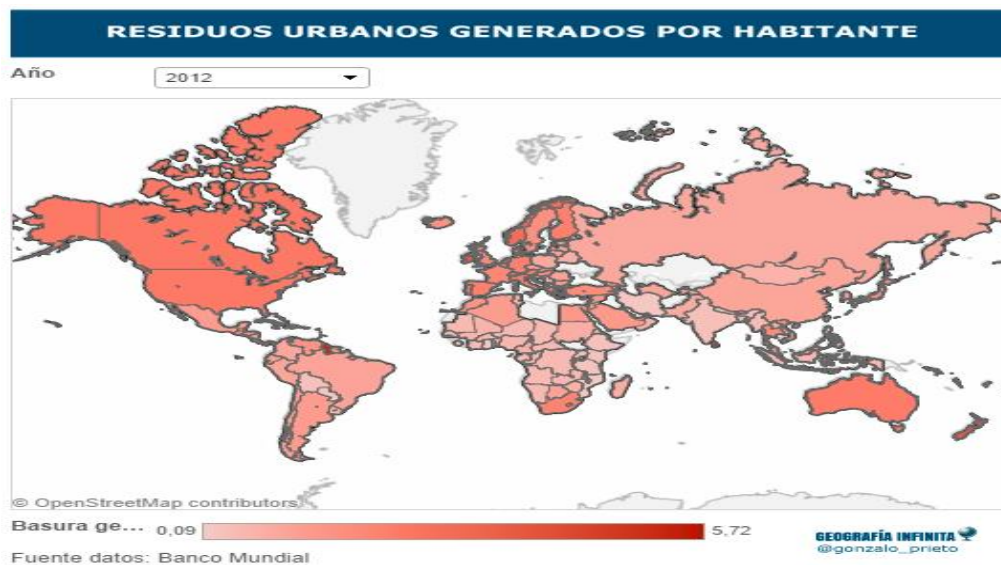 RESIDUOS URBANOS GENERADOS POR HABITANTE
Año
2012
© OpenStreetMap contributors
Basura ge... 0,09 5,72
GEOGRAFÍA INFINITA
@gonzalo_prieto
Fuente datos: Banco Mundial